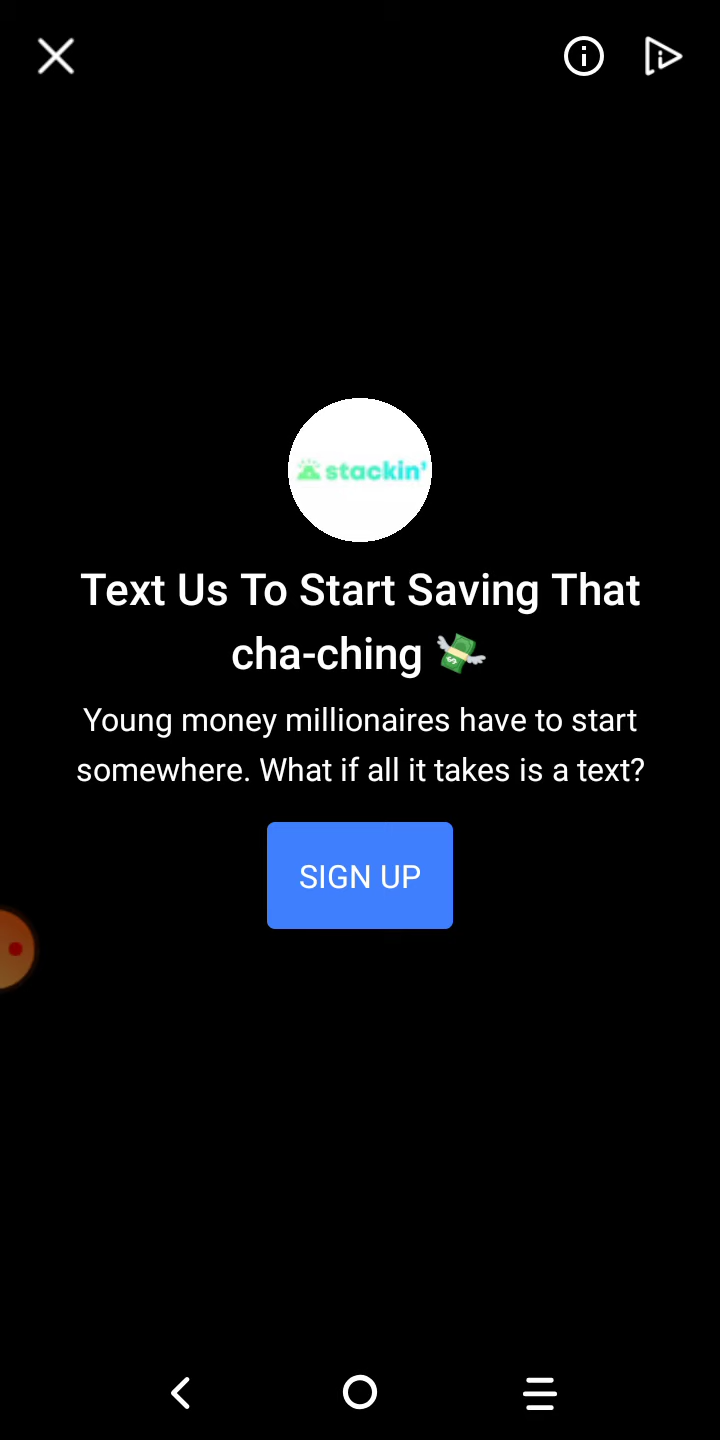 stackin'
Text Us To Start Saving That
cha-ching 💸
Young money millionaires have to start
somewhere. What if all it takes is a text?
SIGN UP